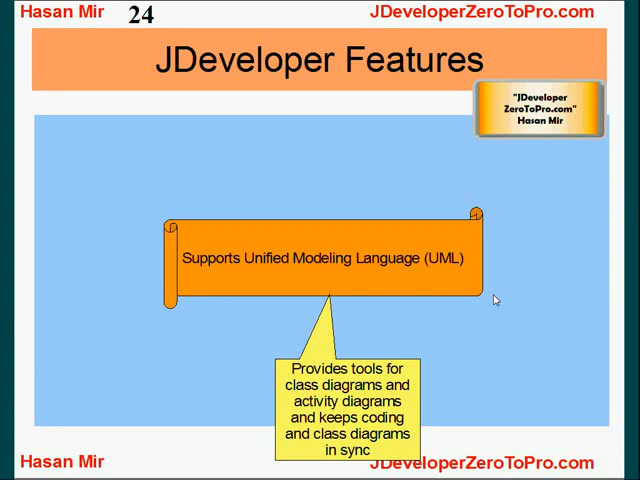 Hasan Mir 24 JDeveloperZeroToPro.com
JDeveloper Features
"JDeveloper
ZeroToPro.com"
Hasan Mir
Supports Unified Modeling Language (UML)
Provides tools for
class diagrams and
activity diagrams
and keeps coding
and class diagrams
in sync
Hasan Mir JDeveloperZeroToPro.com